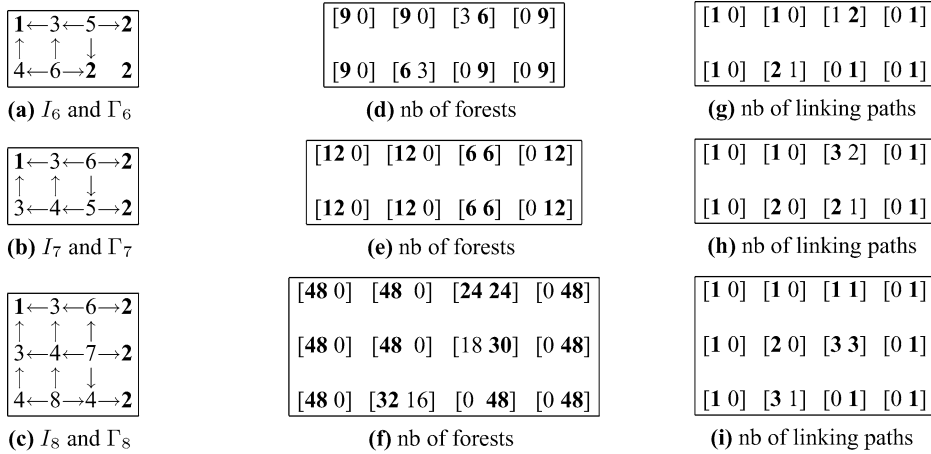 1←3←5→2 [9 0] [9 0] [3 6] [0 9] [1 0] [1 0] [1 2] [0 1]
↑ ↑ ↓
4←6→2 2 [9 0] [6 3] [0 9] [0 9] [1 0] [2 1] [0 1] [0 1]
(a) I₆ and Γ₆ (d) nb of forests (g) nb of linking paths
1←3←6→2 [12 0] [12 0] [6 6] [0 12] [1 0] [1 0] [3 2] [0 1]
↑ ↑ ↓
3←4←5→2 [12 0] [12 0] [6 6] [0 12] [1 0] [2 0] [2 1] [0 1]
(b) I₇ and Γ₇ (e) nb of forests (h) nb of linking paths
1←3←6→2 [48 0] [48 0] [24 24] [0 48] [1 0] [1 0] [1 1] [0 1]
↑ ↑ ↑
3←4←7→2 [48 0] [48 0] [18 30] [0 48] [1 0] [2 0] [3 3] [0 1]
↑ ↑ ↓
4←8→4→2 [48 0] [32 16] [0 48] [0 48] [1 0] [3 1] [0 1] [0 1]
(c) I₈ and Γ₈ (f) nb of forests (i) nb of linking paths